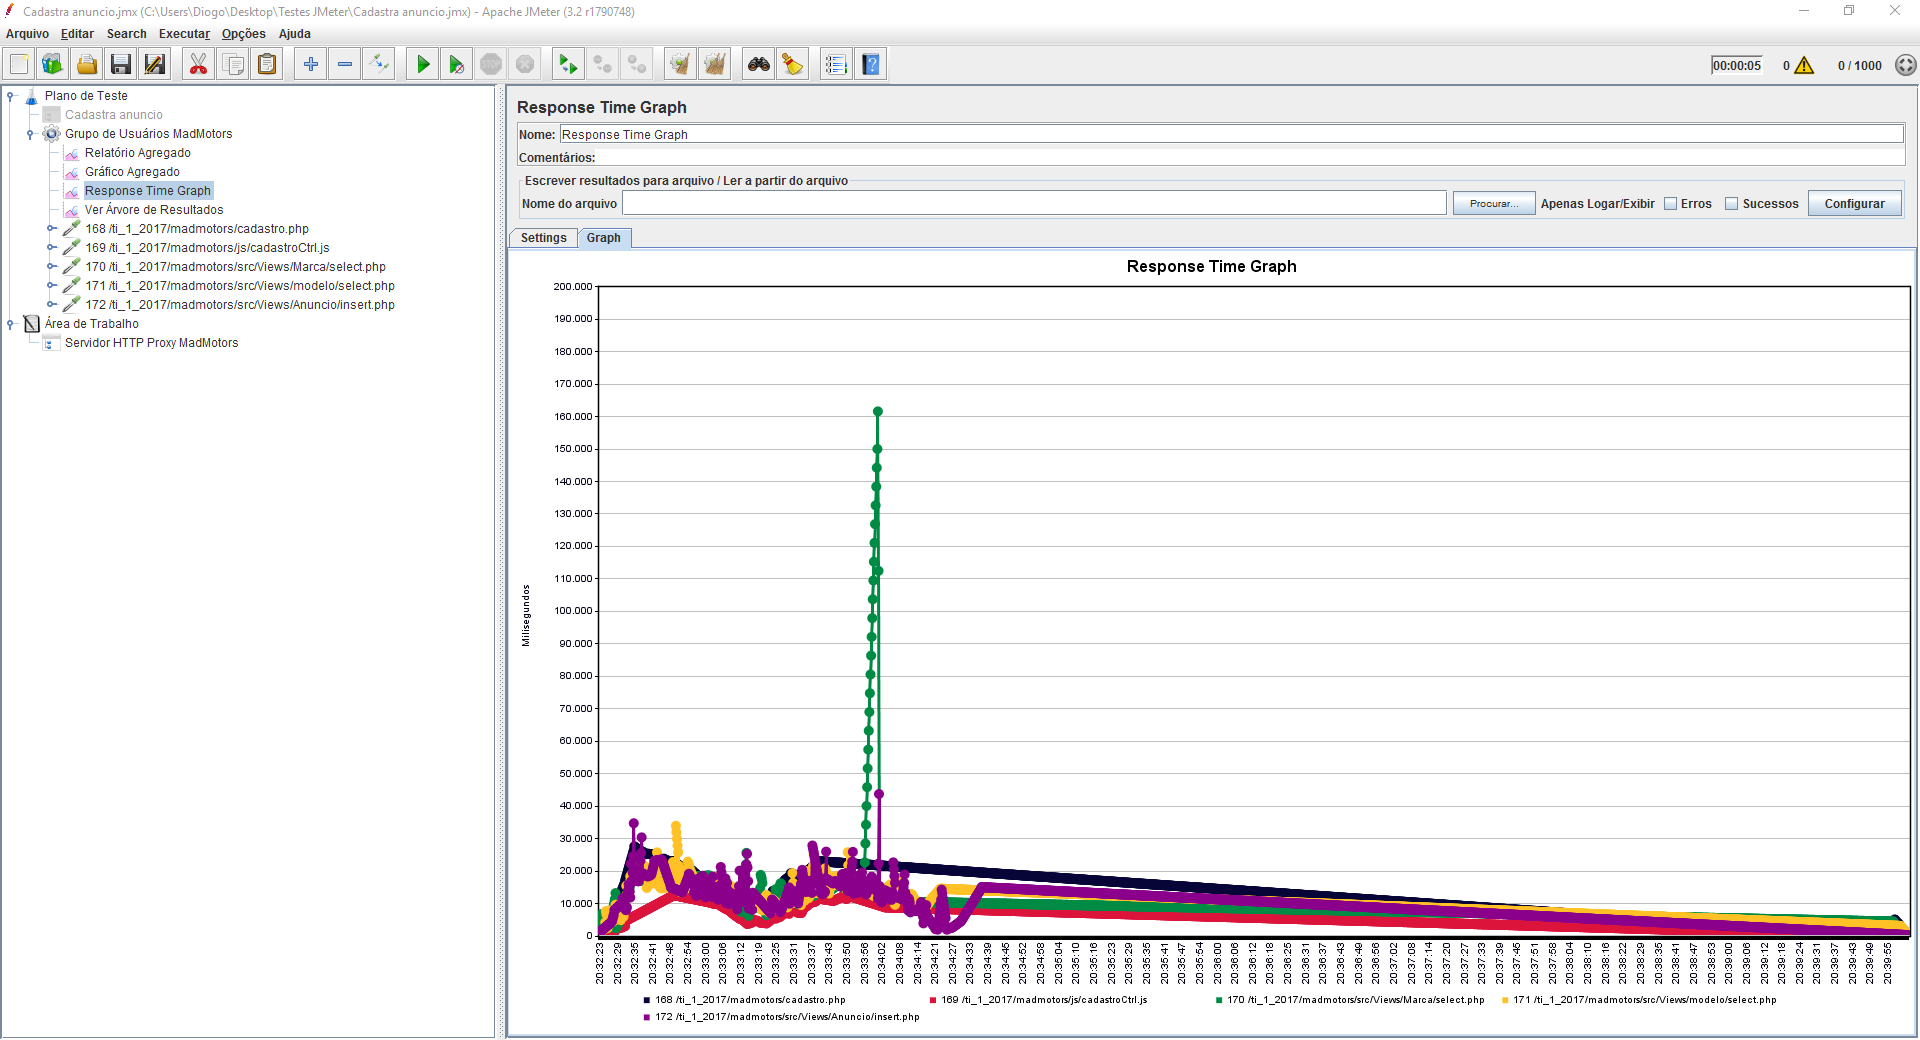 Cadastra anuncio.jmx (C:\Users\Diogo\Desktop\Testes JMeter\Cadastra anuncio.jmx) - Apache JMeter (3.2 r1790748)
Arquivo Editar Search Executar Opções Ajuda
STOP
00:00:05 0 0 / 1000
Plano de Teste
Cadastra anuncio
Grupo de Usuários MadMotors
Relatório Agregado
Gráfico Agregado
Response Time Graph
Ver Árvore de Resultados
168 /ti_1_2017/madmotors/cadastro.php
169 /ti_1_2017/madmotors/js/cadastroCtrl.js
170 /ti_1_2017/madmotors/src/Views/Marca/select.php
171 /ti_1_2017/madmotors/src/Views/modelo/select.php
172 /ti_1_2017/madmotors/src/Views/Anuncio/insert.php
Área de Trabalho
Servidor HTTP Proxy MadMotors
Response Time Graph
Nome: Response Time Graph
Comentários:
Escrever resultados para arquivo / Ler a partir do arquivo
Nome do arquivo Procurar... Apenas Logar/Exibir Erros Sucessos Configurar
Settings Graph
Response Time Graph
200.000
190.000
180.000
170.000
160.000
150.000
140.000
130.000
120.000
110.000
100.000
90.000
80.000
70.000
60.000
50.000
40.000
30.000
20.000
10.000
0
Milisegundos
20:32:23 20:32:29 20:32:35 20:32:41 20:32:48 20:32:54 20:33:00 20:33:06 20:33:12 20:33:19 20:33:25 20:33:31 20:33:37 20:33:43 20:33:50 20:33:56 20:34:02 20:34:08 20:34:14 20:34:21 20:34:27 20:34:33 20:34:39 20:34:45 20:34:52 20:34:58 20:35:04 20:35:10 20:35:16 20:35:23 20:35:29 20:35:35 20:35:41 20:35:47 20:35:54 20:36:00 20:36:06 20:36:12 20:36:18 20:36:25 20:36:31 20:36:37 20:36:43 20:36:49 20:36:56 20:37:02 20:37:08 20:37:14 20:37:20 20:37:27 20:37:33 20:37:39 20:37:45 20:37:51 20:37:58 20:38:04 20:38:10 20:38:16 20:38:22 20:38:29 20:38:35 20:38:41 20:38:47 20:38:53 20:39:00 20:39:06 20:39:12 20:39:18 20:39:24 20:39:31 20:39:37 20:39:43 20:39:49 20:39:55
168 /ti_1_2017/madmotors/cadastro.php 169 /ti_1_2017/madmotors/js/cadastroCtrl.js 170 /ti_1_2017/madmotors/src/Views/Marca/select.php 171 /ti_1_2017/madmotors/src/Views/modelo/select.php
172 /ti_1_2017/madmotors/src/Views/Anuncio/insert.php